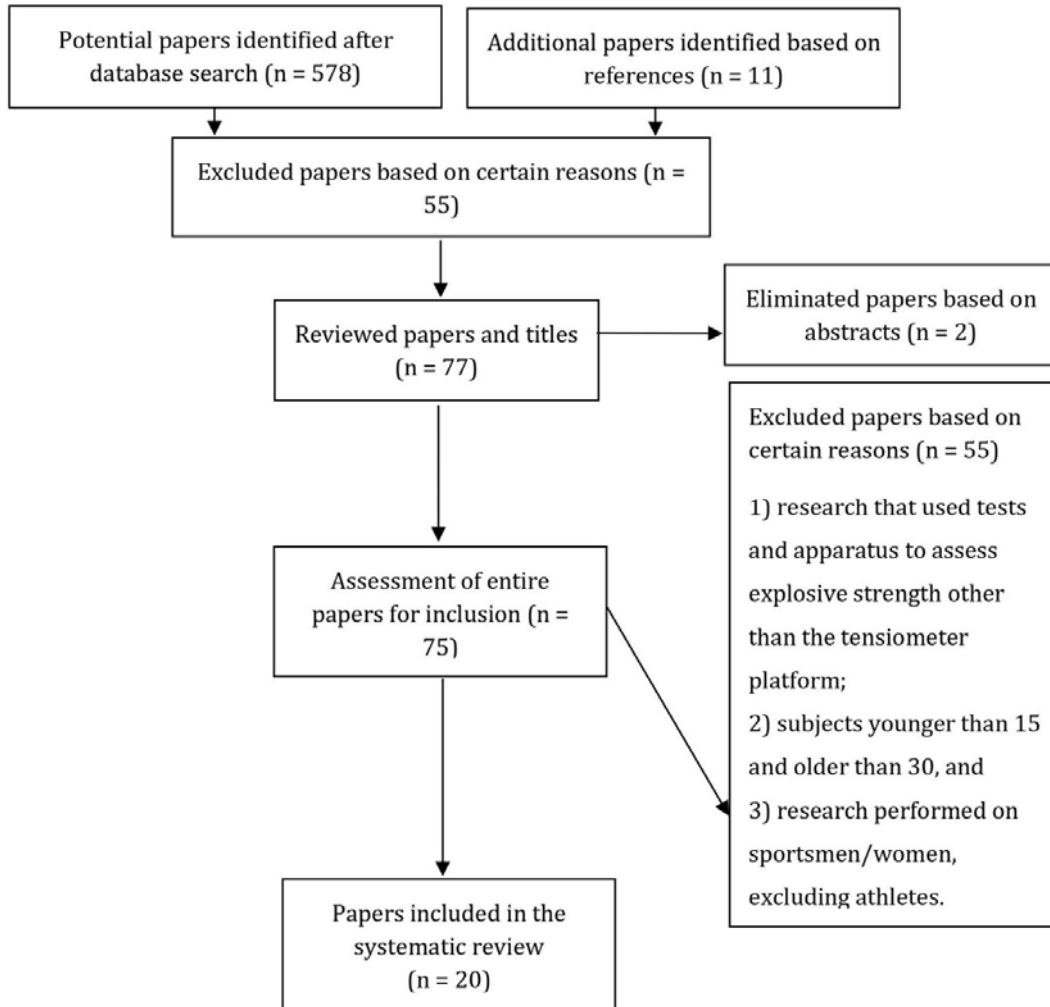 Potential papers identified after
database search (n = 578)
Additional papers identified based on
references (n = 11)
Excluded papers based on certain reasons (n =
55)
Reviewed papers and titles
(n = 77)
Eliminated papers based on
abstracts (n = 2)
Excluded papers based on
certain reasons (n = 55)
1) research that used tests
and apparatus to assess
explosive strength other
than the tensiometer
platform;
2) subjects younger than 15
and older than 30, and
3) research performed on
sportsmen/women,
excluding athletes.
Assessment of entire
papers for inclusion (n =
75)
Papers included in the
systematic review
(n = 20)